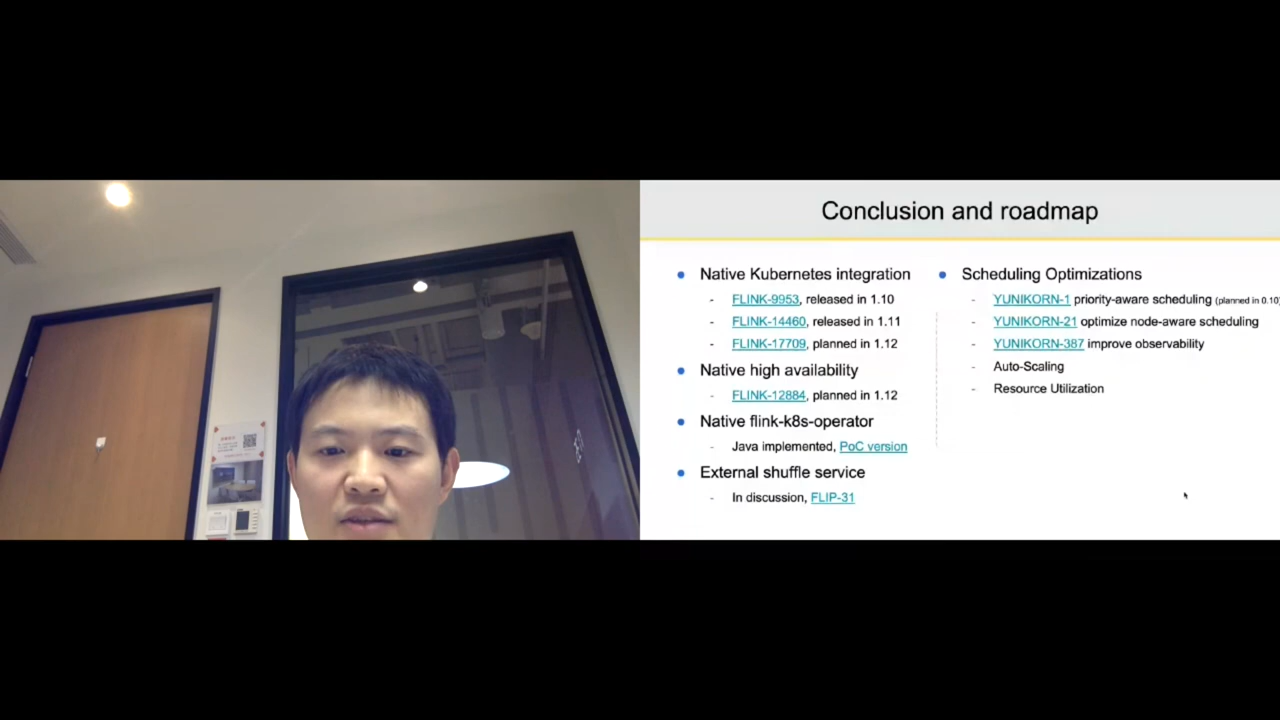 Conclusion and roadmap
Native Kubernetes integration
- FLINK-9953, released in 1.10
- FLINK-14460, released in 1.11
- FLINK-17709, planned in 1.12
Native high availability
- FLINK-12884, planned in 1.12
Native flink-k8s-operator
- Java implemented, PoC version
External shuffle service
- In discussion, FLIP-31
Scheduling Optimizations
- YUNIKORN-1 priority-aware scheduling (planned in 0.10)
- YUNIKORN-21 optimize node-aware scheduling
- YUNIKORN-387 improve observability
- Auto-Scaling
- Resource Utilization